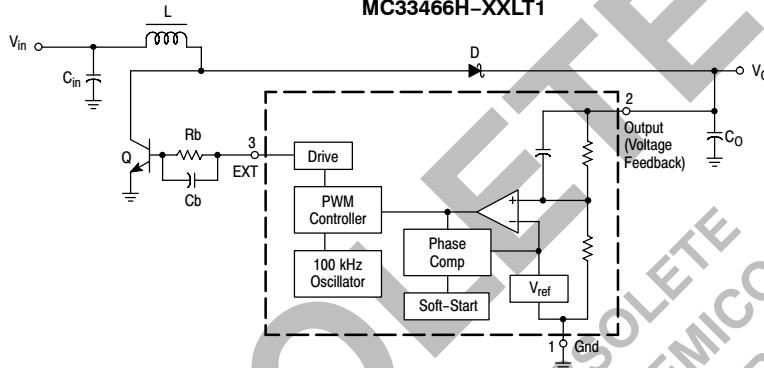 MC33466H–XXLT1
L
Vin
D
Cin
2
Output
(Voltage
Feedback)
CO
Rb
3
Q
EXT
Cb
Drive
PWM
Controller
100 kHz
Oscillator
+
–
Phase
Comp
Vref
Soft–Start
1
Gnd
OLETE